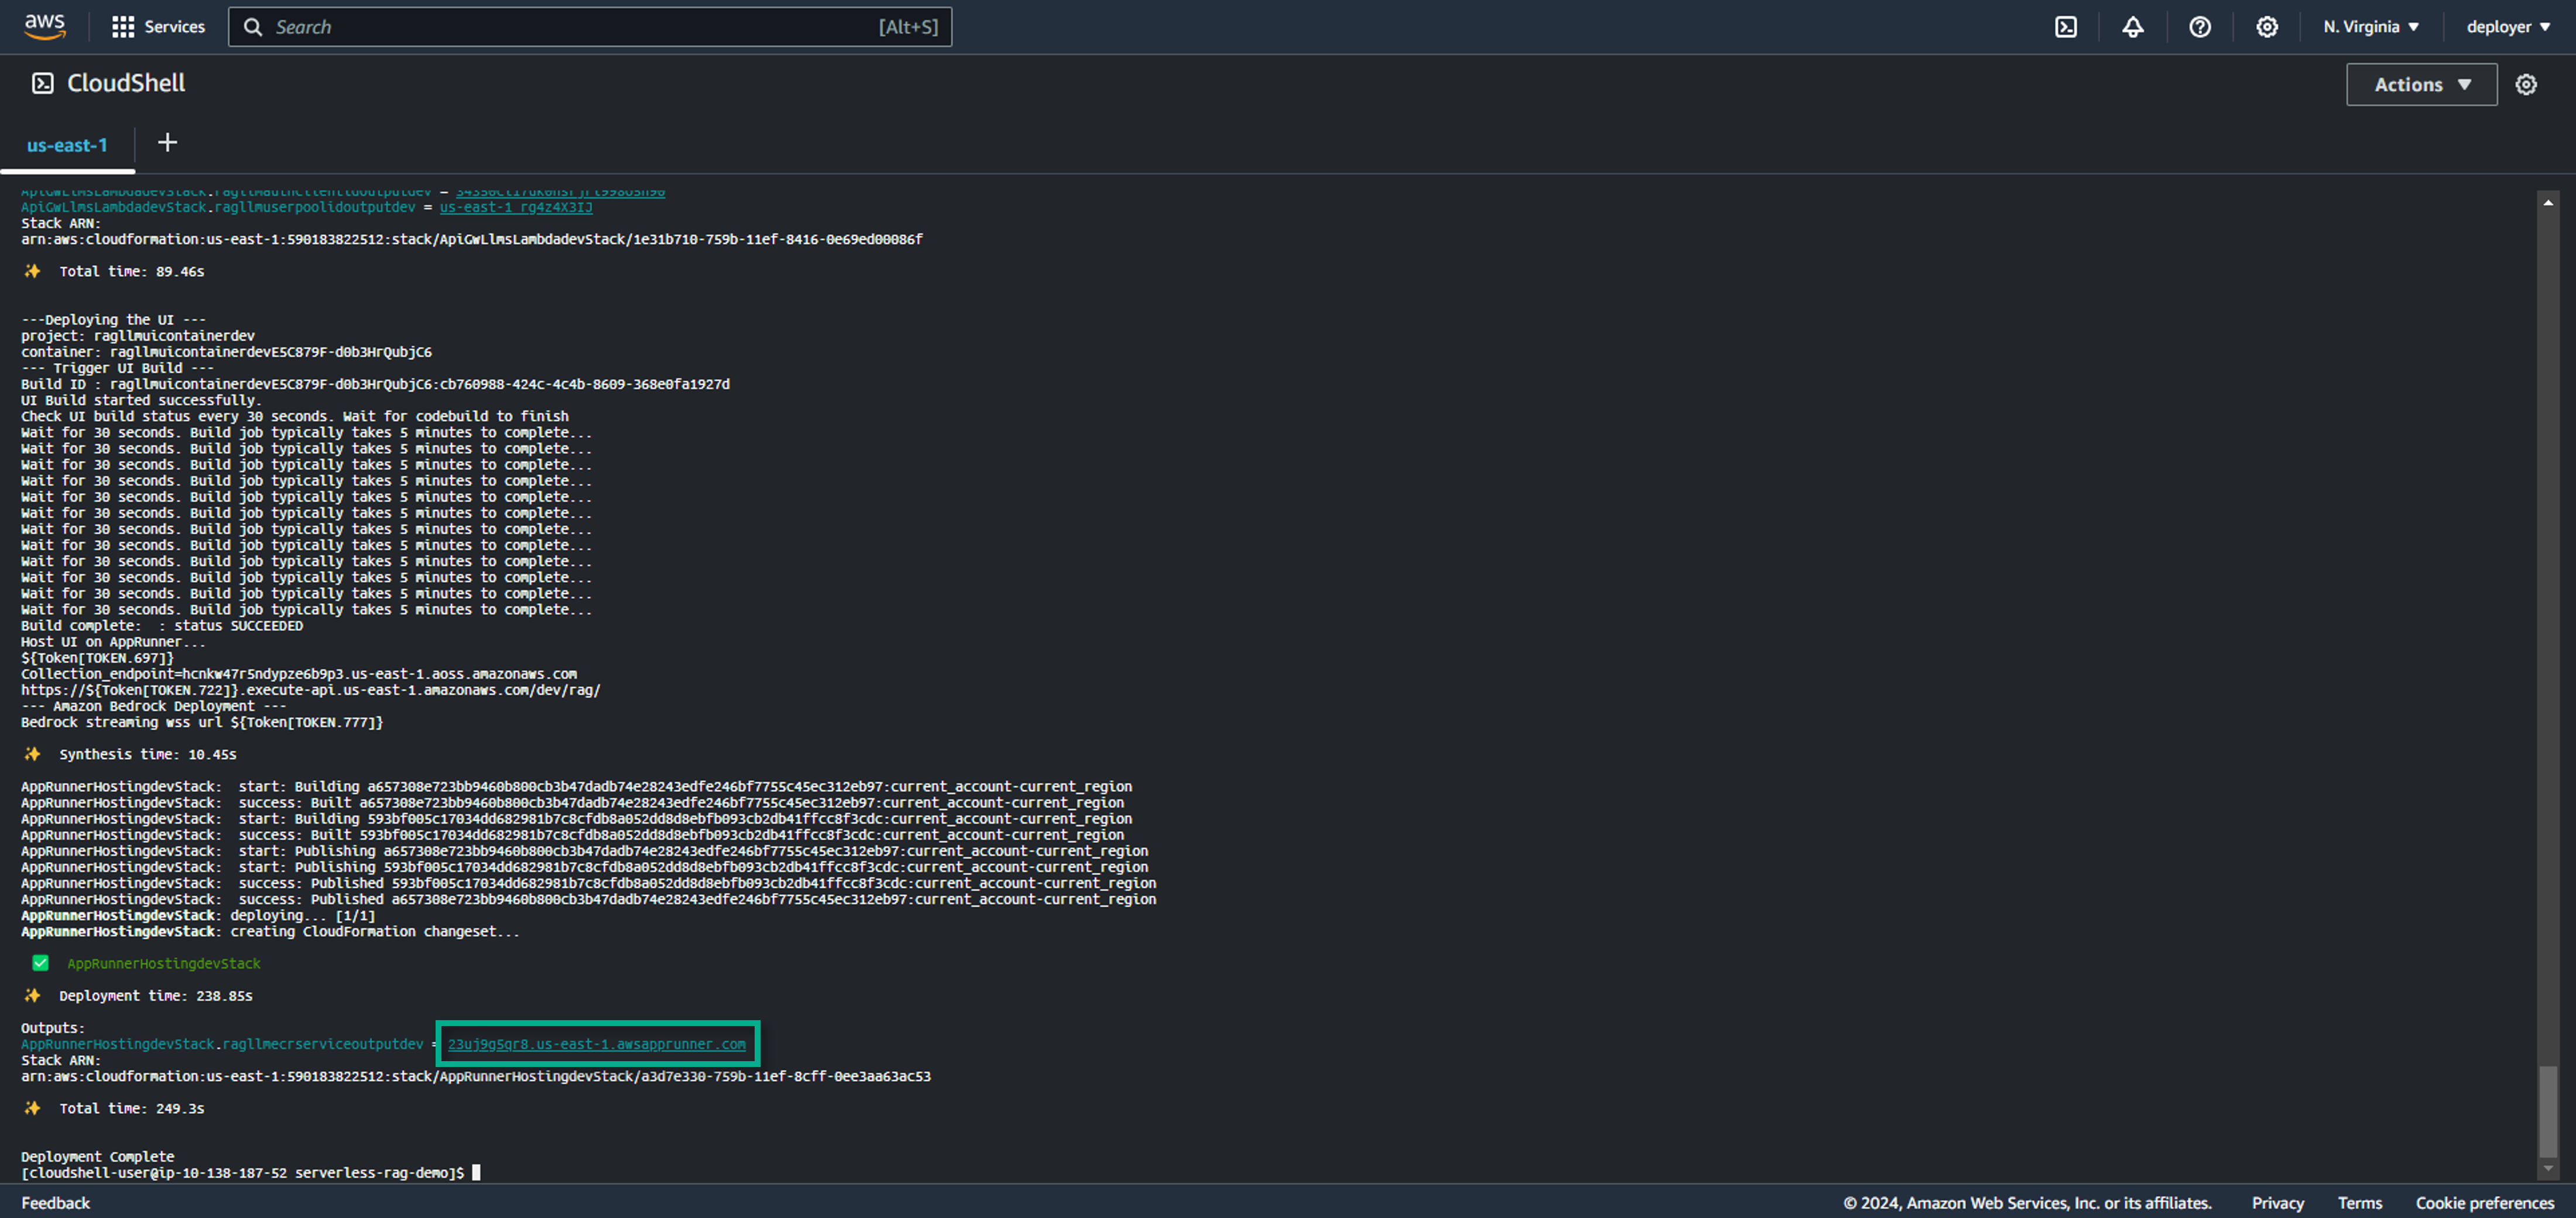 aws
Services
Search
[Alt+S]
N. Virginia
deployer
CloudShell
Actions
us-east-1
ApiGwLlmsLambdadevStack.ragllmuserpoolidoutputdev = us-east-1_rg4z4X3IJ
Stack ARN:
arn:aws:cloudformation:us-east-1:590183822512:stack/ApiGwLlmsLambdadevStack/1e31b710-759b-11ef-8416-0e69ed00086f
Total time: 89.46s
---Deploying the UI ---
project: ragllmuicontainerdev
container: ragllmuicontainerdevE5C879F-d0b3HrQubjC6
--- Trigger UI Build ---
Build ID : ragllmuicontainerdevE5C879F-d0b3HrQubjC6:cb760988-424c-4c4b-8609-368e0fa1927d
UI Build started successfully.
Check UI build status every 30 seconds. Wait for codebuild to finish
Wait for 30 seconds. Build job typically takes 5 minutes to complete...
Wait for 30 seconds. Build job typically takes 5 minutes to complete...
Wait for 30 seconds. Build job typically takes 5 minutes to complete...
Wait for 30 seconds. Build job typically takes 5 minutes to complete...
Wait for 30 seconds. Build job typically takes 5 minutes to complete...
Wait for 30 seconds. Build job typically takes 5 minutes to complete...
Wait for 30 seconds. Build job typically takes 5 minutes to complete...
Wait for 30 seconds. Build job typically takes 5 minutes to complete...
Wait for 30 seconds. Build job typically takes 5 minutes to complete...
Wait for 30 seconds. Build job typically takes 5 minutes to complete...
Wait for 30 seconds. Build job typically takes 5 minutes to complete...
Wait for 30 seconds. Build job typically takes 5 minutes to complete...
Build complete:  : status SUCCEEDED
Host UI on AppRunner...
${Token[TOKEN.697]}
Collection_endpoint=hcnkw47r5ndypze6b9p3.us-east-1.aoss.amazonaws.com
https://${Token[TOKEN.722]}.execute-api.us-east-1.amazonaws.com/dev/rag/
--- Amazon Bedrock Deployment ---
Bedrock streaming wss url ${Token[TOKEN.777]}
Synthesis time: 10.45s
AppRunnerHostingdevStack:  start: Building a657308e723bb9460b800cb3b47dadb74e28243edfe246bf7755c45ec312eb97:current_account-current_region
AppRunnerHostingdevStack:  success: Built a657308e723bb9460b800cb3b47dadb74e28243edfe246bf7755c45ec312eb97:current_account-current_region
AppRunnerHostingdevStack:  start: Building 593bf005c17034dd682981b7c8cfdb8a052dd8d8ebfb093cb2db41ffcc8f3cdc:current_account-current_region
AppRunnerHostingdevStack:  success: Built 593bf005c17034dd682981b7c8cfdb8a052dd8d8ebfb093cb2db41ffcc8f3cdc:current_account-current_region
AppRunnerHostingdevStack:  start: Publishing a657308e723bb9460b800cb3b47dadb74e28243edfe246bf7755c45ec312eb97:current_account-current_region
AppRunnerHostingdevStack:  start: Publishing 593bf005c17034dd682981b7c8cfdb8a052dd8d8ebfb093cb2db41ffcc8f3cdc:current_account-current_region
AppRunnerHostingdevStack:  success: Published 593bf005c17034dd682981b7c8cfdb8a052dd8d8ebfb093cb2db41ffcc8f3cdc:current_account-current_region
AppRunnerHostingdevStack:  success: Published a657308e723bb9460b800cb3b47dadb74e28243edfe246bf7755c45ec312eb97:current_account-current_region
AppRunnerHostingdevStack: deploying... [1/1]
AppRunnerHostingdevStack: creating CloudFormation changeset...
AppRunnerHostingdevStack
Deployment time: 238.85s
Outputs:
AppRunnerHostingdevStack.ragllmecrserviceoutputdev = 23uj9g5qr8.us-east-1.awsapprunner.com
Stack ARN:
arn:aws:cloudformation:us-east-1:590183822512:stack/AppRunnerHostingdevStack/a3d7e330-759b-11ef-8cff-0ee3aa63ac53
Total time: 249.3s
Deployment Complete
[cloudshell-user@ip-10-138-187-52 serverless-rag-demo]$
Feedback
© 2024, Amazon Web Services, Inc. or its affiliates.
Privacy
Terms
Cookie preferences